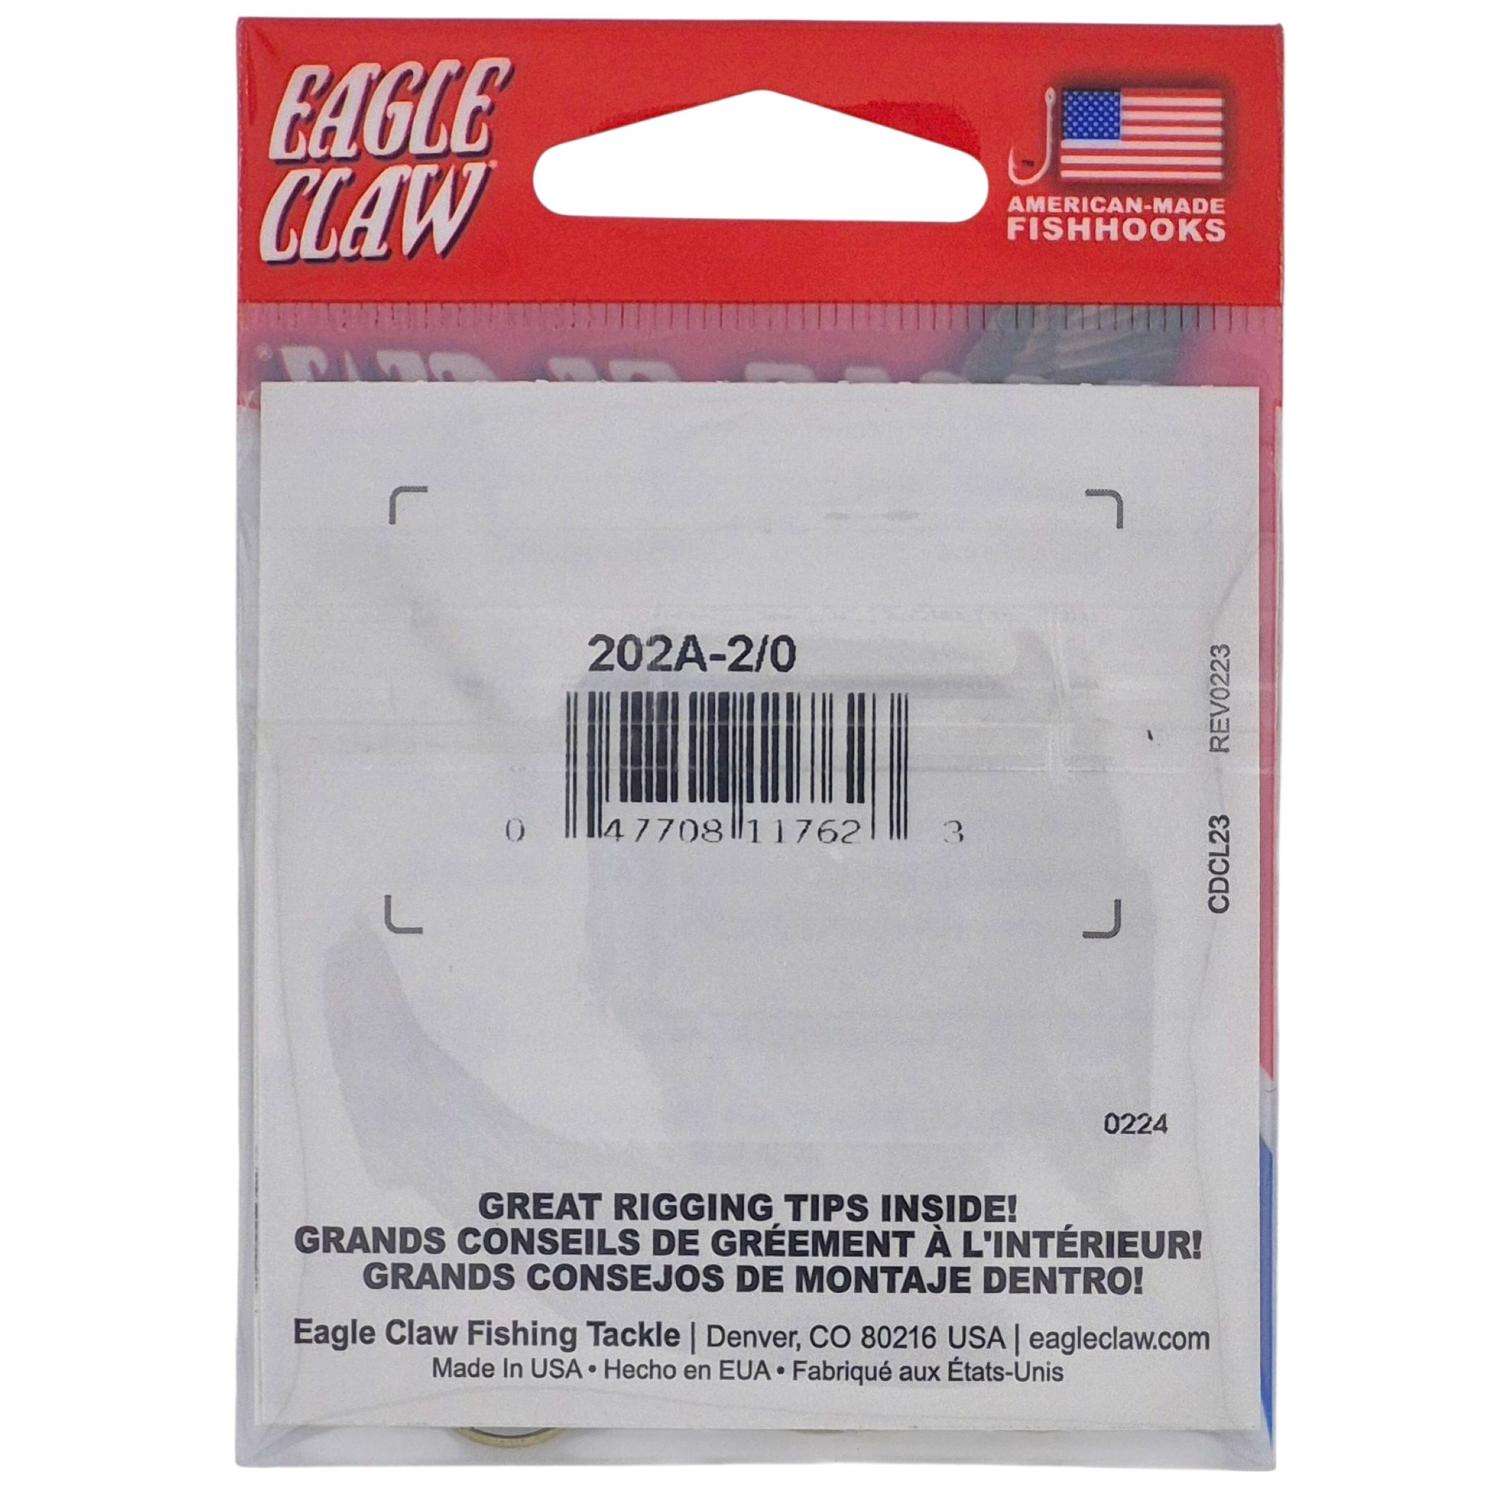 EAGLE
CLAW
AMERICAN-MADE
FISHHOOKS
202A-2/0
0 47708 11762 3
CDCL23 REV0223
0224
GREAT RIGGING TIPS INSIDE!
GRANDS CONSEILS DE GRÉEMENT À L'INTÉRIEUR!
GRANDS CONSEJOS DE MONTAJE DENTRO!
Eagle Claw Fishing Tackle | Denver, CO 80216 USA | eagleclaw.com
Made In USA • Hecho en EUA • Fabriqué aux États-Unis